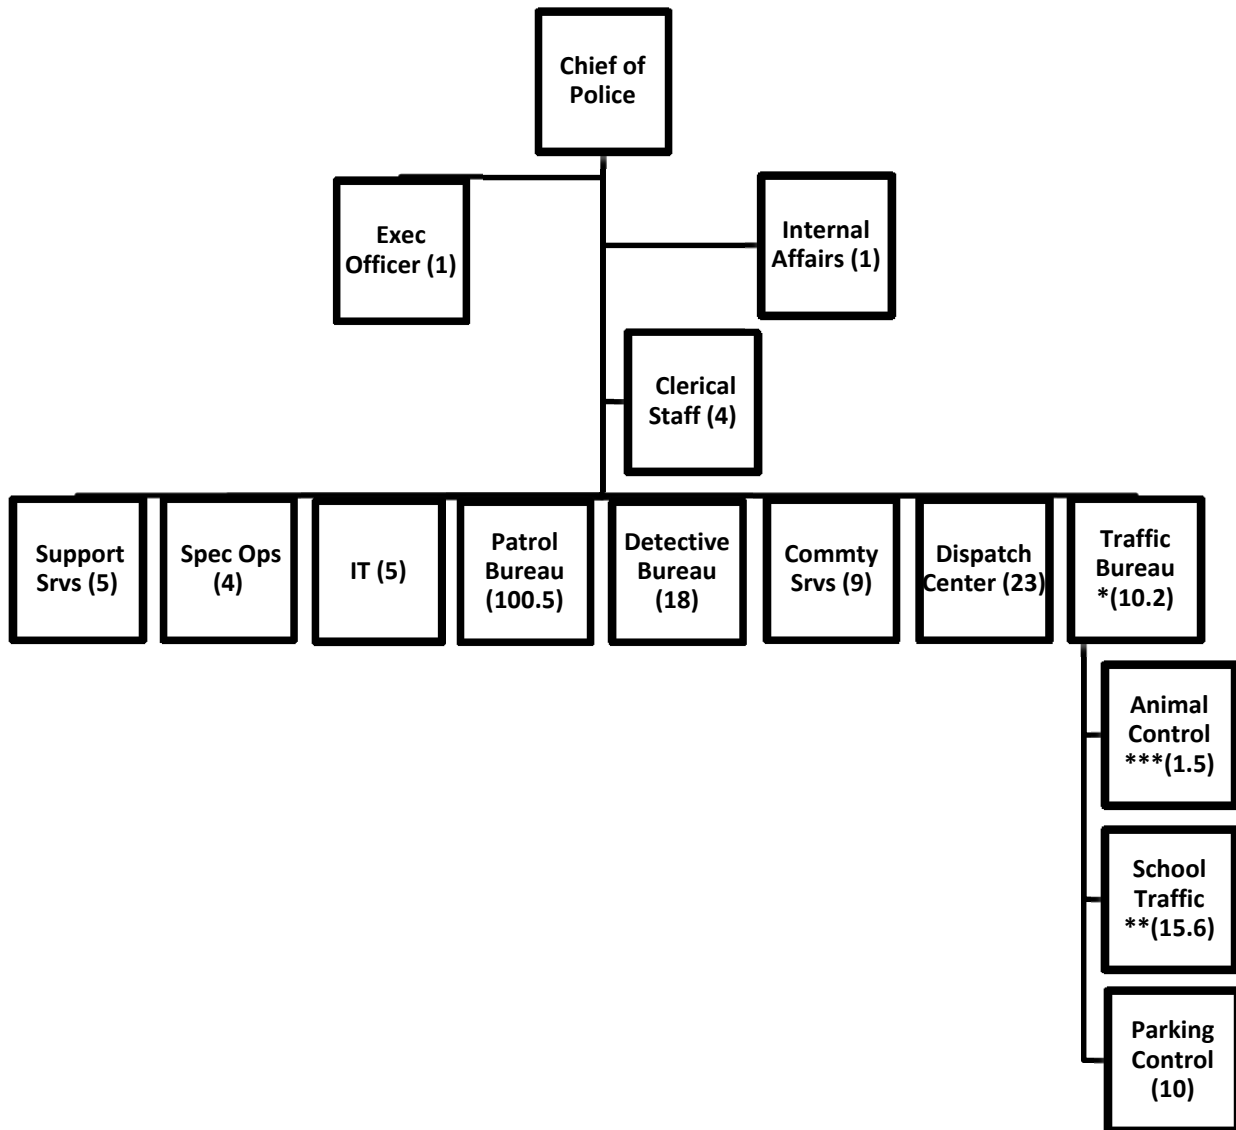 Chief of
Police
Exec
Officer (1)
Internal
Affairs (1)
Clerical
Staff (4)
Support
Srvs (5)
Spec Ops
(4)
IT (5)
Patrol
Bureau
(100.5)
Detective
Bureau
(18)
Commty
Srvs (9)
Dispatch
Center (23)
Traffic
Bureau
*(10.2)
Animal
Control
***(1.5)
School
Traffic
**(15.6)
Parking
Control
(10)